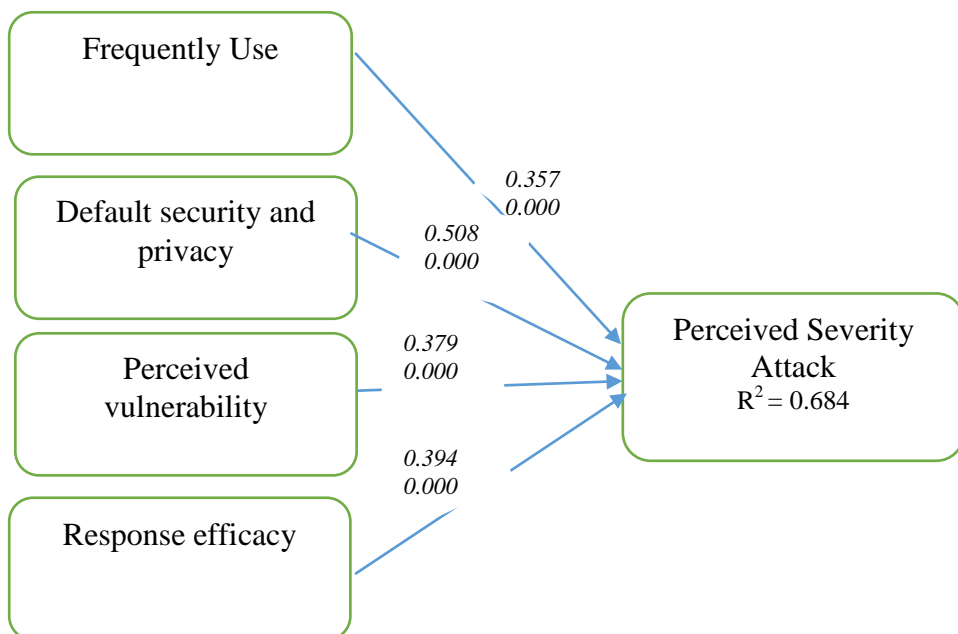 Frequently Use
0.357
0.000
Default security and
privacy
0.508
0.000
Perceived
vulnerability
0.379
0.000
Response efficacy
0.394
0.000
Perceived Severity
Attack
R² = 0.684